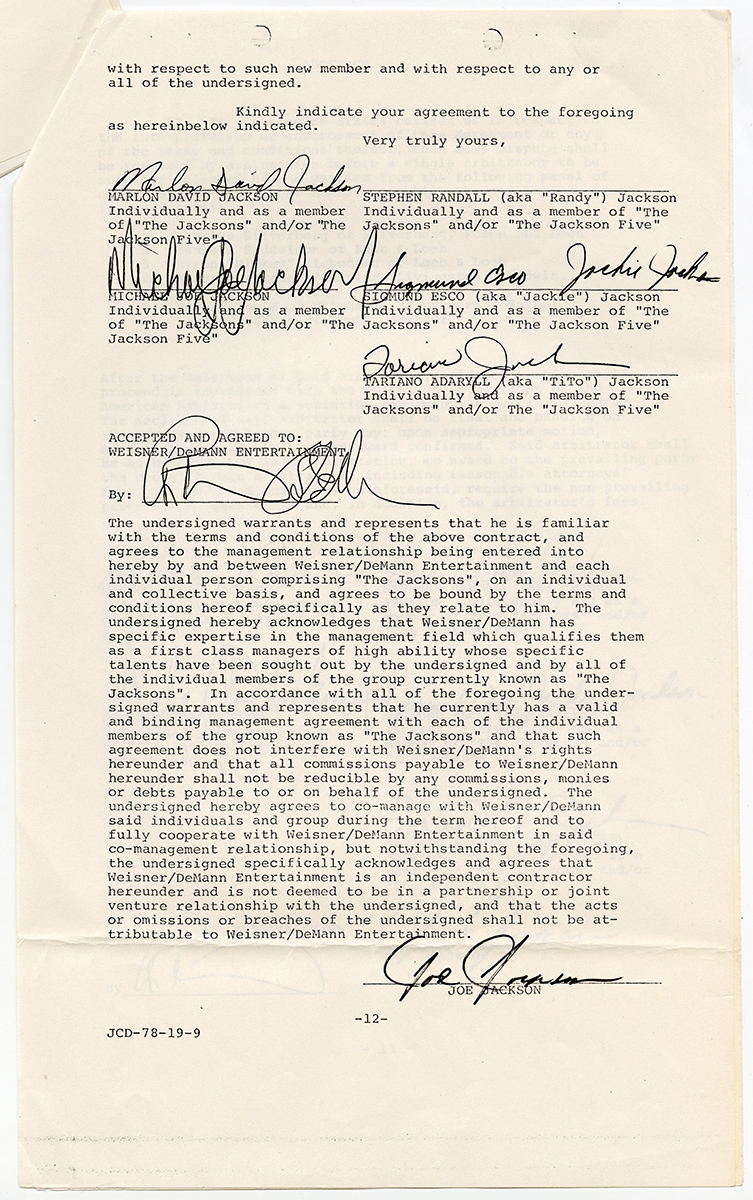 with respect to such new member and with respect to any or
all of the undersigned.
Kindly indicate your agreement to the foregoing
as hereinbelow indicated.
Very truly yours,
Marlon David Jackson
MARLON DAVID JACKSON
Individually and as a member
of "The Jacksons" and/or "The
Jackson Five"
STEPHEN RANDALL (aka "Randy") Jackson
Individually and as a member of "The
Jacksons" and/or "The Jackson Five"
Michael Joe Jackson
MICHAEL JOE JACKSON
Individually and as a member
of "The Jacksons" and/or "The
Jackson Five"
Sigmund Esco Jackie Jackson
SIGMUND ESCO (aka "Jackie") Jackson
Individually and as a member of "The
Jacksons" and/or "The Jackson Five"
Toriano Jackson
TARIANO ADARYLL (aka "TiTo") Jackson
Individually and as a member of "The
Jacksons" and/or The "Jackson Five"
ACCEPTED AND AGREED TO:
WEISNER/DeMANN ENTERTAINMENT
By:
The undersigned warrants and represents that he is familiar
with the terms and conditions of the above contract, and
agrees to the management relationship being entered into
hereby by and between Weisner/DeMann Entertainment and each
individual person comprising "The Jacksons", on an individual
and collective basis, and agrees to be bound by the terms and
conditions hereof specifically as they relate to him.  The
undersigned hereby acknowledges that Weisner/DeMann has
specific expertise in the management field which qualifies them
as a first class managers of high ability whose specific
talents have been sought out by the undersigned and by all of
the individual members of the group currently known as "The
Jacksons".  In accordance with all of the foregoing the under-
signed warrants and represents that he currently has a valid
and binding management agreement with each of the individual
members of the group known as "The Jacksons" and that such
agreement does not interfere with Weisner/DeMann's rights
hereunder and that all commissions payable to Weisner/DeMann
hereunder shall not be reducible by any commissions, monies
or debts payable to or on behalf of the undersigned.  The
undersigned hereby agrees to co-manage with Weisner/DeMann
said individuals and group during the term hereof and to
fully cooperate with Weisner/DeMann Entertainment in said
co-management relationship, but notwithstanding the foregoing,
the undersigned specifically acknowledges and agrees that
Weisner/DeMann Entertainment is an independent contractor
hereunder and is not deemed to be in a partnership or joint
venture relationship with the undersigned, and that the acts
or omissions or breaches of the undersigned shall not be at-
tributable to Weisner/DeMann Entertainment.
Joe Jackson
JOE JACKSON
-12-
JCD-78-19-9